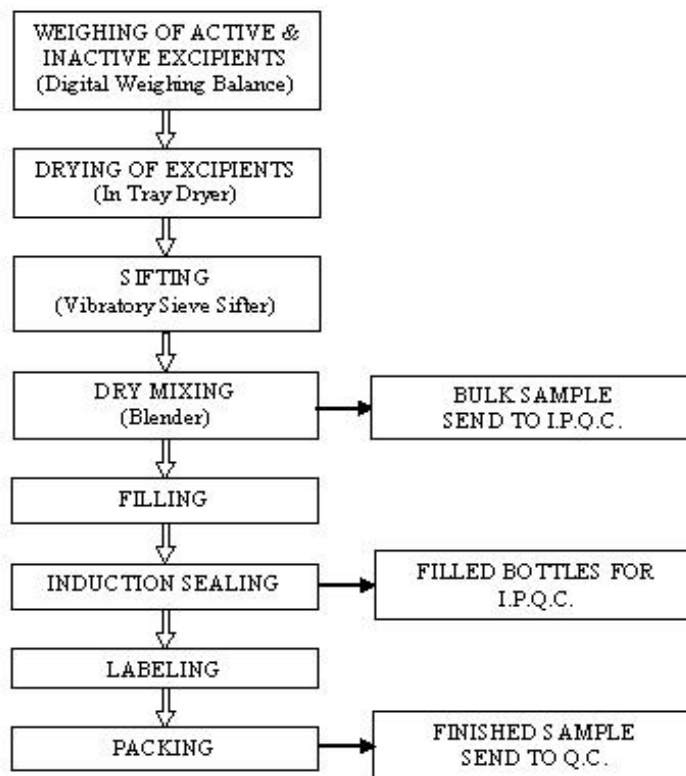 WEIGHING OF ACTIVE &
INACTIVE EXCIPIENTS
(Digital Weighing Balance)
DRYING OF EXCIPIENTS
(In Tray Dryer)
SIFTING
(Vibratory Sieve Sifter)
DRY MIXING
(Blender)
BULK SAMPLE
SEND TO I.P.Q.C.
FILLING
INDUCTION SEALING
FILLED BOTTLES FOR
I.P.Q.C.
LABELING
PACKING
FINISHED SAMPLE
SEND TO Q.C.